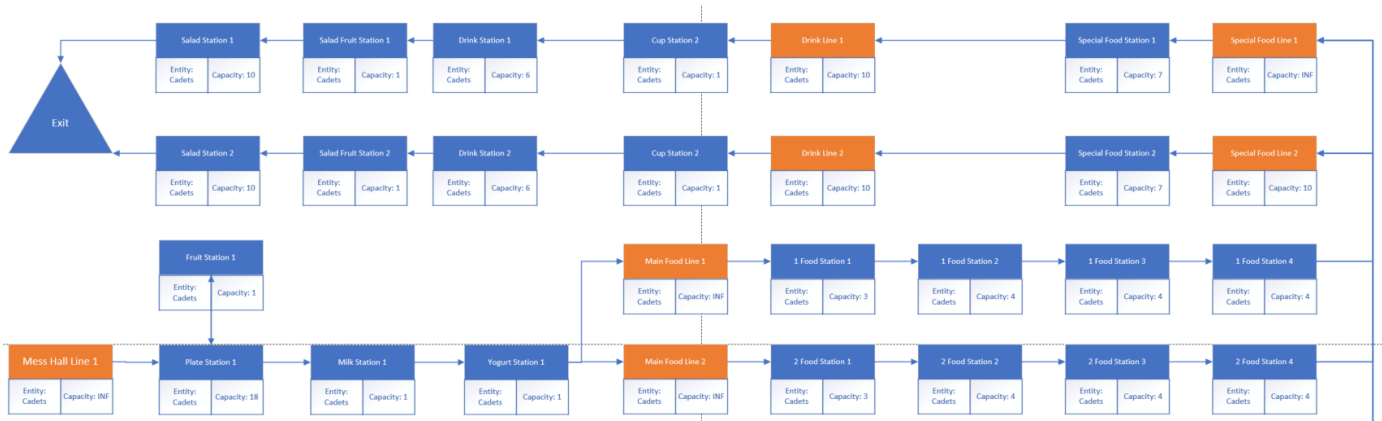 Salad Station 1
Salad Fruit Station 1
Drink Station 1
Cup Station 2
Drink Line 1
Special Food Station 1
Special Food Line 1
Entity: Cadets
Capacity: 10
Entity: Cadets
Capacity: 1
Entity: Cadets
Capacity: 6
Entity: Cadets
Capacity: 1
Entity: Cadets
Capacity: 10
Entity: Cadets
Capacity: 7
Entity: Cadets
Capacity: INF
Exit
Salad Station 2
Salad Fruit Station 2
Drink Station 2
Cup Station 2
Drink Line 2
Special Food Station 2
Special Food Line 2
Entity: Cadets
Capacity: 10
Entity: Cadets
Capacity: 1
Entity: Cadets
Capacity: 6
Entity: Cadets
Capacity: 1
Entity: Cadets
Capacity: 10
Entity: Cadets
Capacity: 7
Entity: Cadets
Capacity: 10
Fruit Station 1
Main Food Line 1
1 Food Station 1
1 Food Station 2
1 Food Station 3
1 Food Station 4
Entity: Cadets
Capacity: 1
Entity: Cadets
Capacity: INF
Entity: Cadets
Capacity: 3
Entity: Cadets
Capacity: 4
Entity: Cadets
Capacity: 4
Entity: Cadets
Capacity: 4
Mess Hall Line 1
Plate Station 1
Milk Station 1
Yogurt Station 1
Main Food Line 2
2 Food Station 1
2 Food Station 2
2 Food Station 3
2 Food Station 4
Entity: Cadets
Capacity: INF
Entity: Cadets
Capacity: 18
Entity: Cadets
Capacity: 1
Entity: Cadets
Capacity: 1
Entity: Cadets
Capacity: INF
Entity: Cadets
Capacity: 3
Entity: Cadets
Capacity: 4
Entity: Cadets
Capacity: 4
Entity: Cadets
Capacity: 4